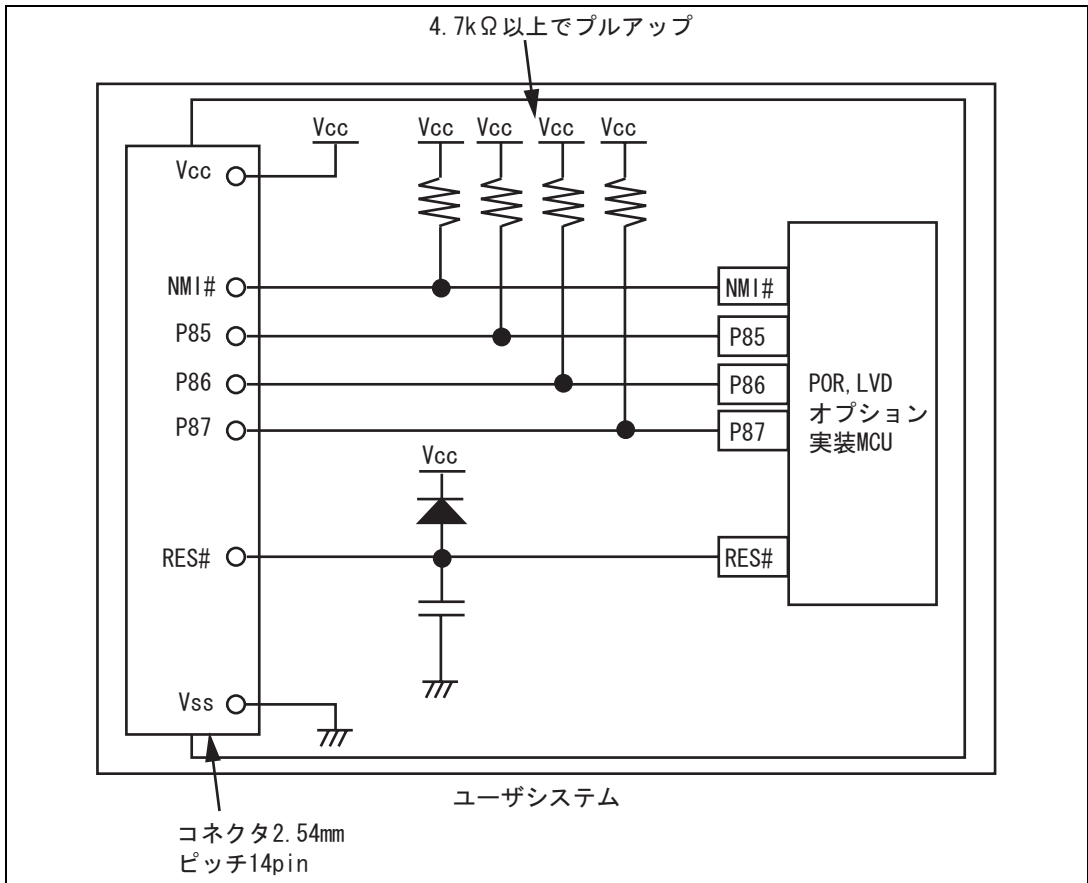 4.7kΩ以上でプルアップ
Vcc Vcc Vcc Vcc Vcc
Vcc
NMI# NMI#
P85 P85
P86 P86
P87 P87
POR,LVD
オプション
実装MCU
Vcc
RES# RES#
Vss
ユーザシステム
コネクタ2.54mm
ピッチ14pin